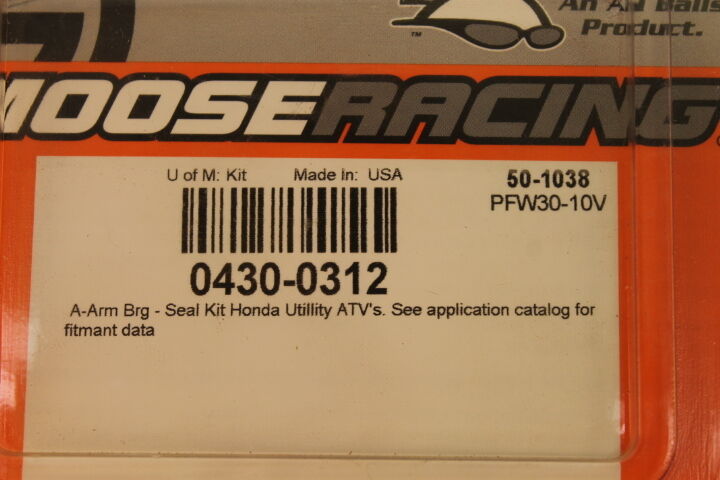 An All Balls
Product.
TM
MOOSERACING
U of M: Kit Made In: USA
50-1038
PFW30-10V
0430-0312
A-Arm Brg - Seal Kit Honda Utillity ATV's. See application catalog for
fitmant data